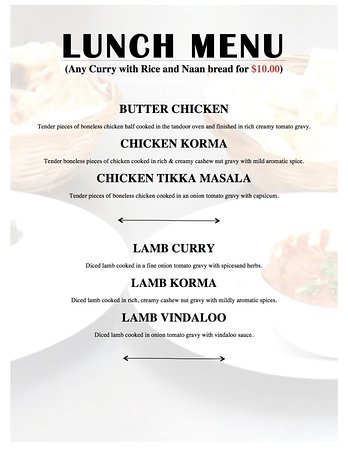 LUNCH MENU
(Any Curry with Rice and Naan bread for $10.00)
BUTTER CHICKEN
Tender pieces of boneless chicken half cooked in the tandoor oven and finished in rich creamy tomato gravy.
CHICKEN KORMA
Tender boneless pieces of chicken cooked in rich & creamy cashew nut gravy with mild aromatic spice.
CHICKEN TIKKA MASALA
Tender pieces of boneless chicken cooked in an onion tomato gravy with capsicum.
LAMB CURRY
Diced lamb cooked in a fine onion tomato gravy with spicesand herbs.
LAMB KORMA
Diced lamb cooked in rich, creamy cashew nut gravy with mildly aromatic spices.
LAMB VINDALOO
Diced lamb cooked in onion tomato gravy with vindaloo sauce.